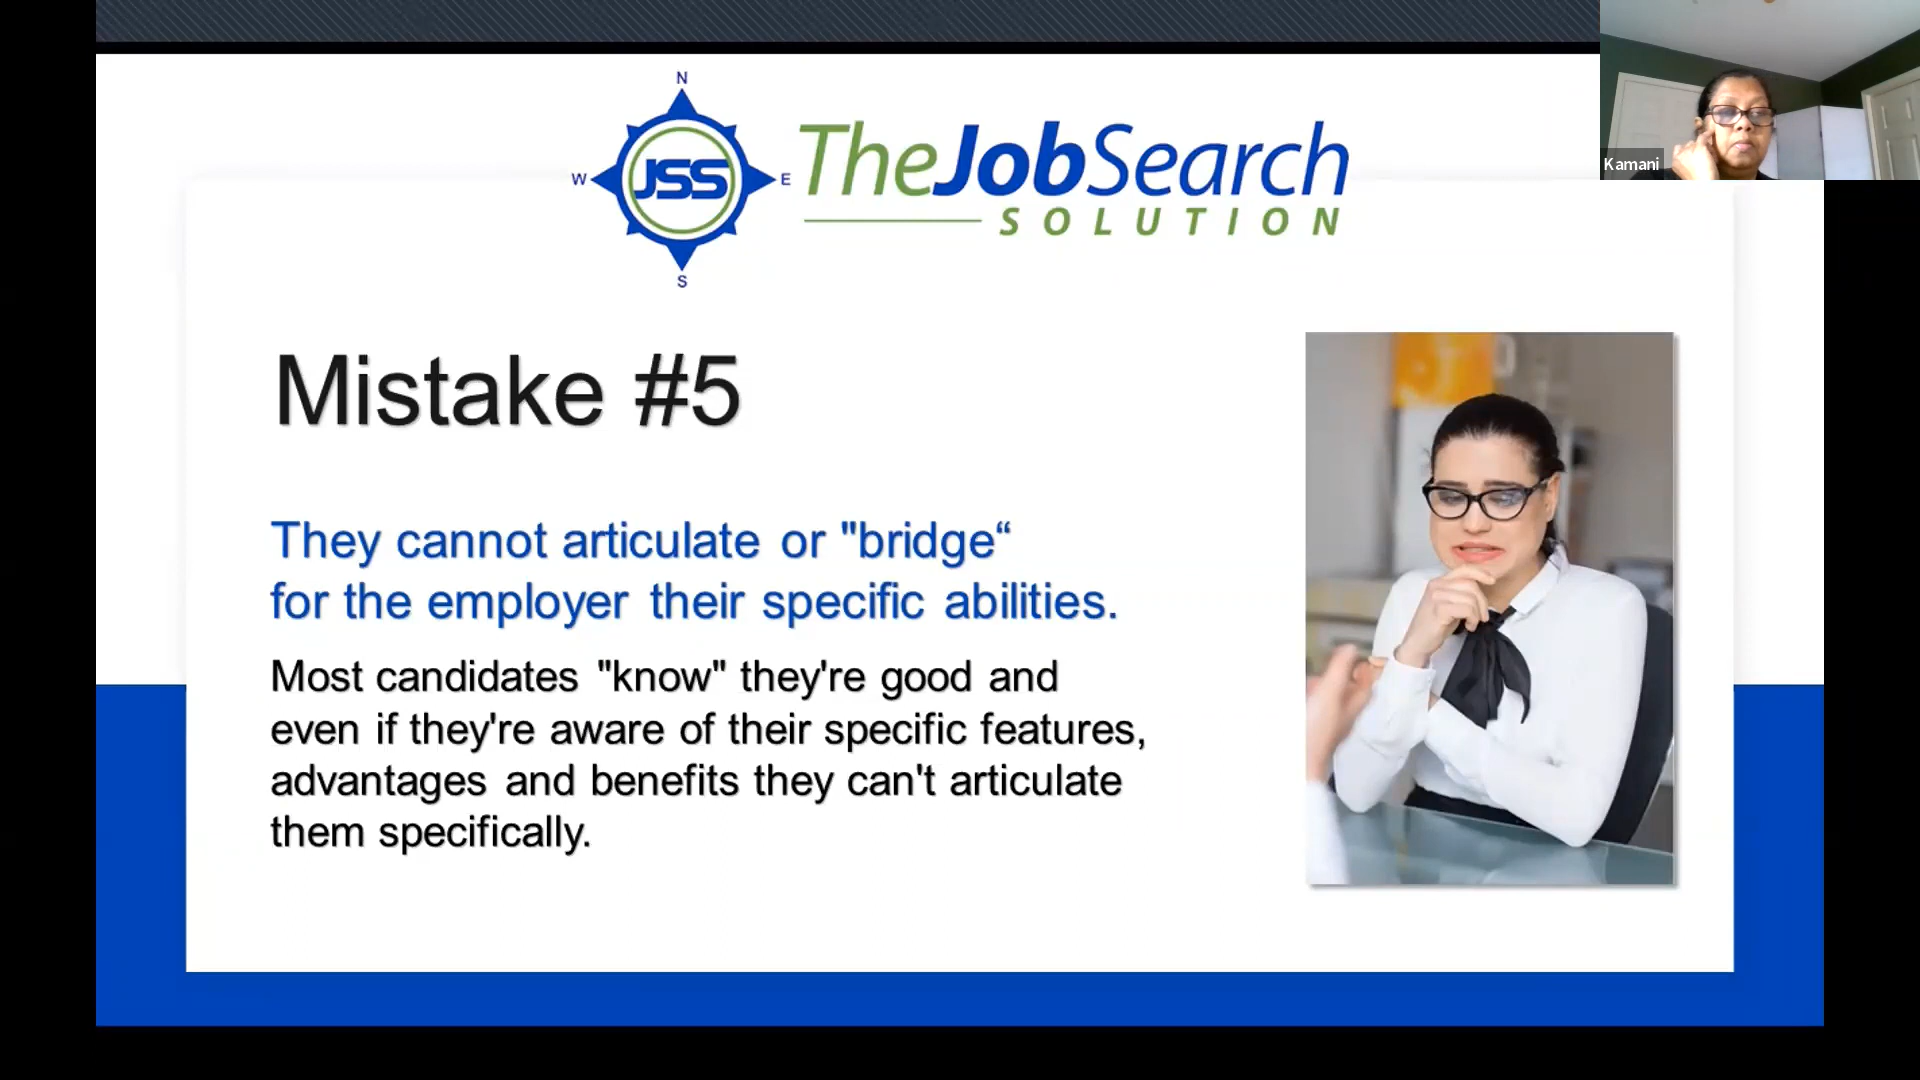 N
W
JSS
E
TheJobSearch
SOLUTION
S
Kamani
Mistake #5
They cannot articulate or "bridge“
for the employer their specific abilities.
Most candidates "know" they're good and
even if they're aware of their specific features,
advantages and benefits they can't articulate
them specifically.